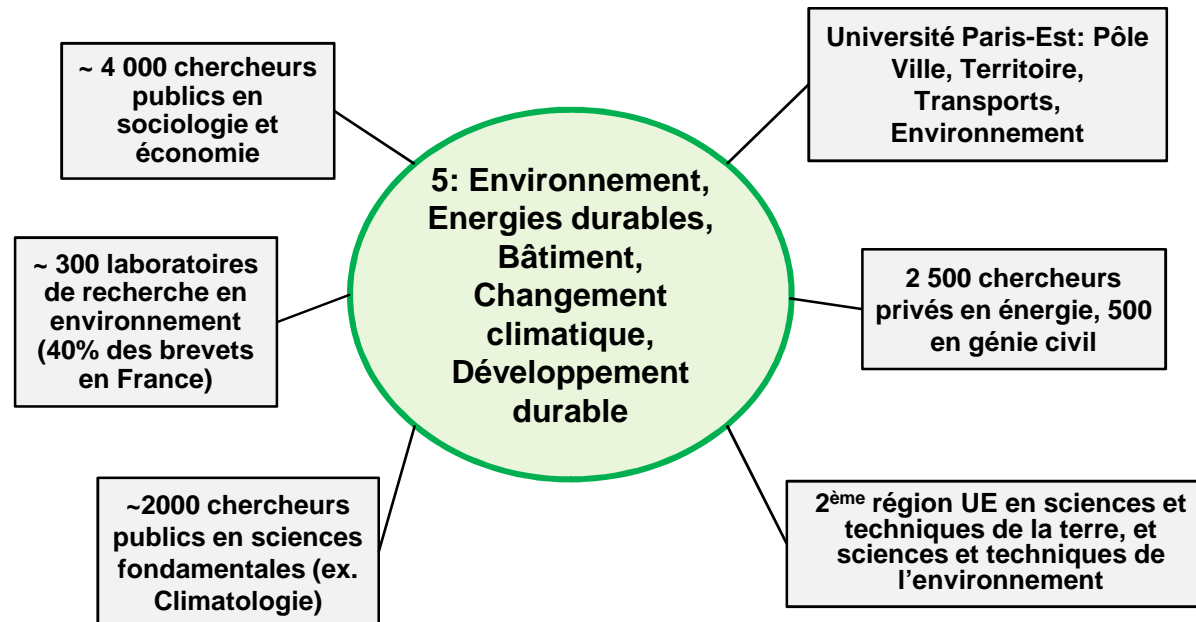 ~ 4 000 chercheurs
publics en
sociologie et
économie
Université Paris-Est: Pôle
Ville, Territoire,
Transports,
Environnement
5: Environnement,
Energies durables,
Bâtiment,
Changement
climatique,
Développement
durable
~ 300 laboratoires
de recherche en
environnement
(40% des brevets
en France)
2 500 chercheurs
privés en énergie, 500
en génie civil
~2000 chercheurs
publics en sciences
fondamentales (ex.
Climatologie)
2ème région UE en sciences et
techniques de la terre, et
sciences et techniques de
l’environnement